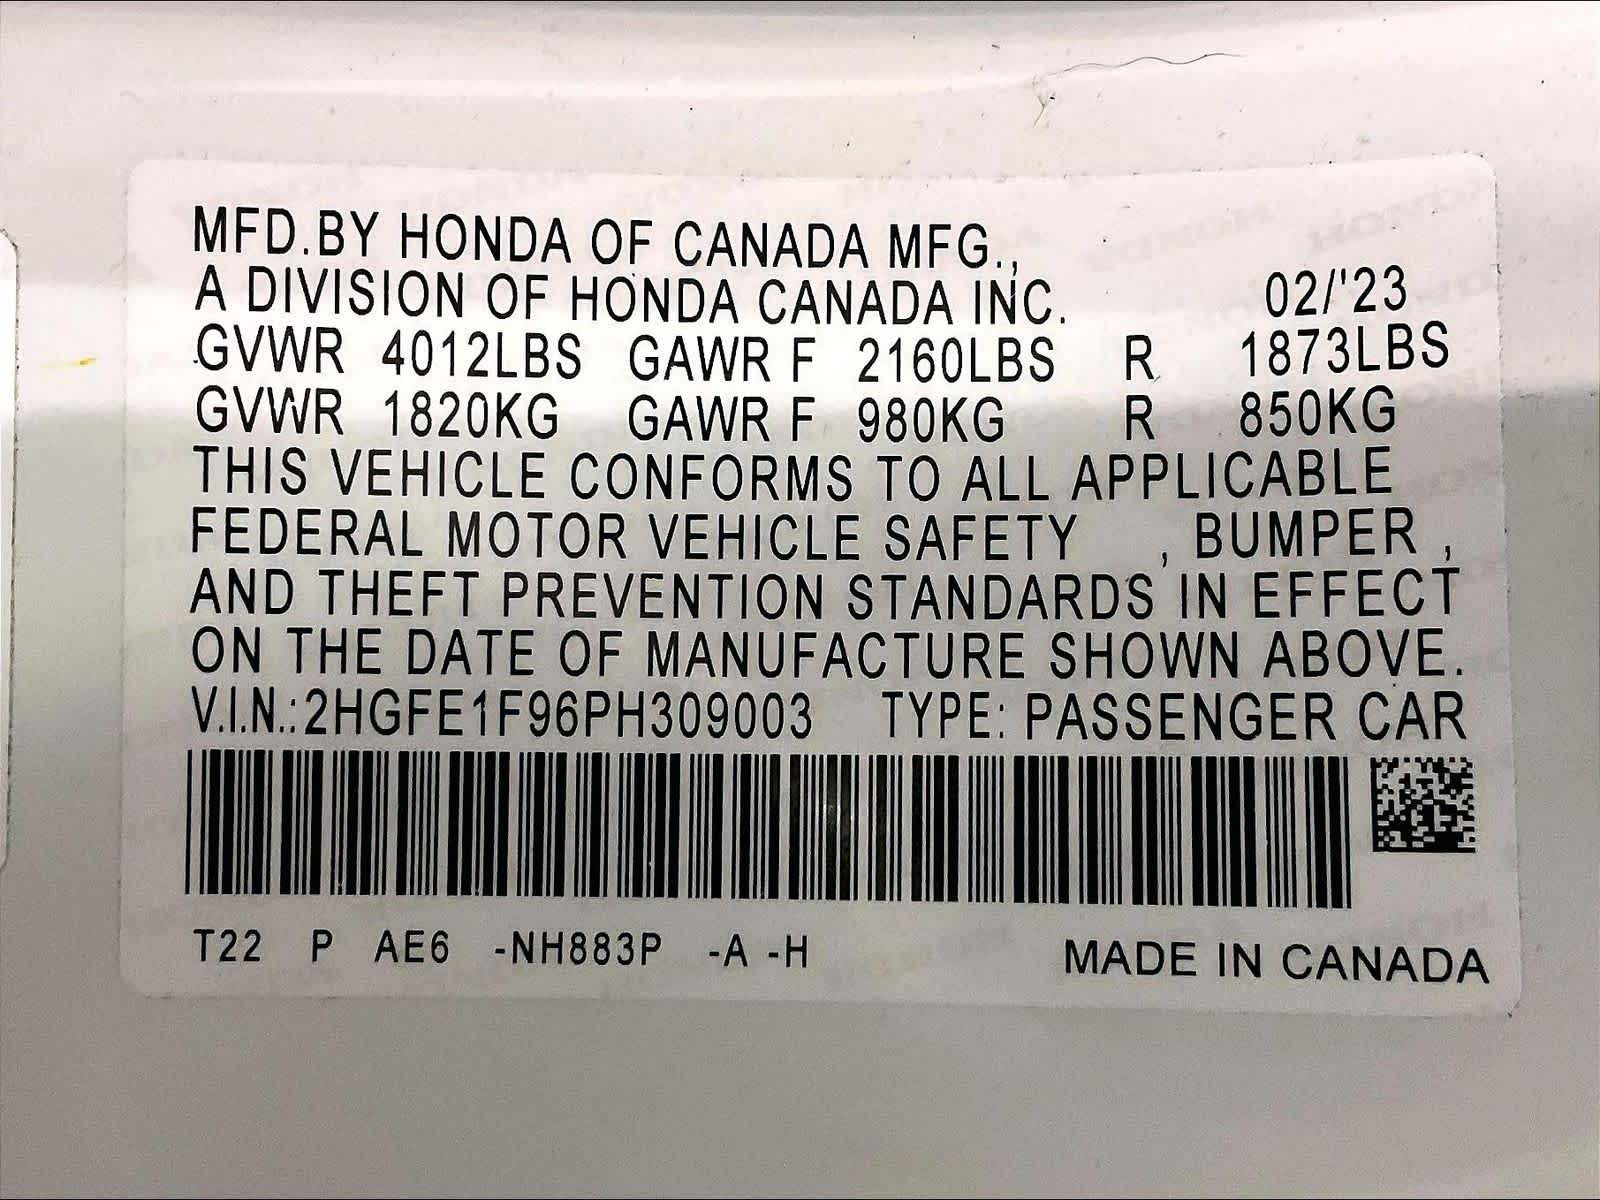 MFD.BY HONDA OF CANADA MFG.,
A DIVISION OF HONDA CANADA INC. 02/'23
GVWR 4012LBS GAWR F 2160LBS R 1873LBS
GVWR 1820KG GAWR F 980KG R 850KG
THIS VEHICLE CONFORMS TO ALL APPLICABLE
FEDERAL MOTOR VEHICLE SAFETY , BUMPER ,
AND THEFT PREVENTION STANDARDS IN EFFECT
ON THE DATE OF MANUFACTURE SHOWN ABOVE.
V.I.N.:2HGFE1F96PH309003 TYPE: PASSENGER CAR
T22 P AE6 -NH883P -A -H MADE IN CANADA